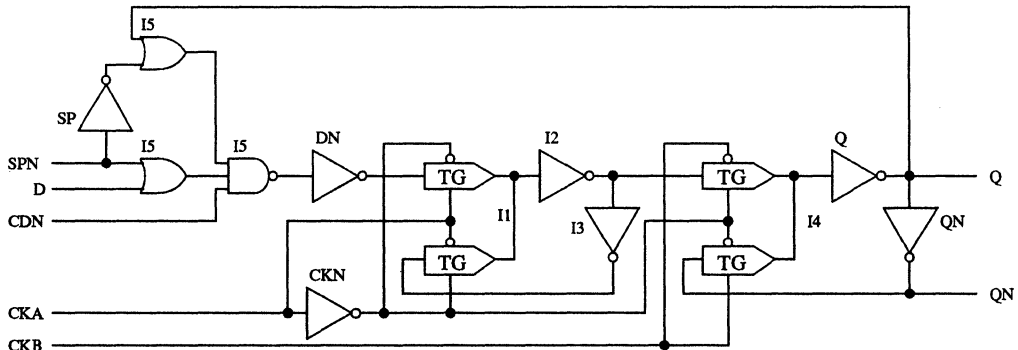 I5
SP
I5
I5
DN
I2
Q
SPN
TG
TG
Q
D
CDN
I1
I3
I4
QN
TG
TG
CKN
CKA
QN
CKB